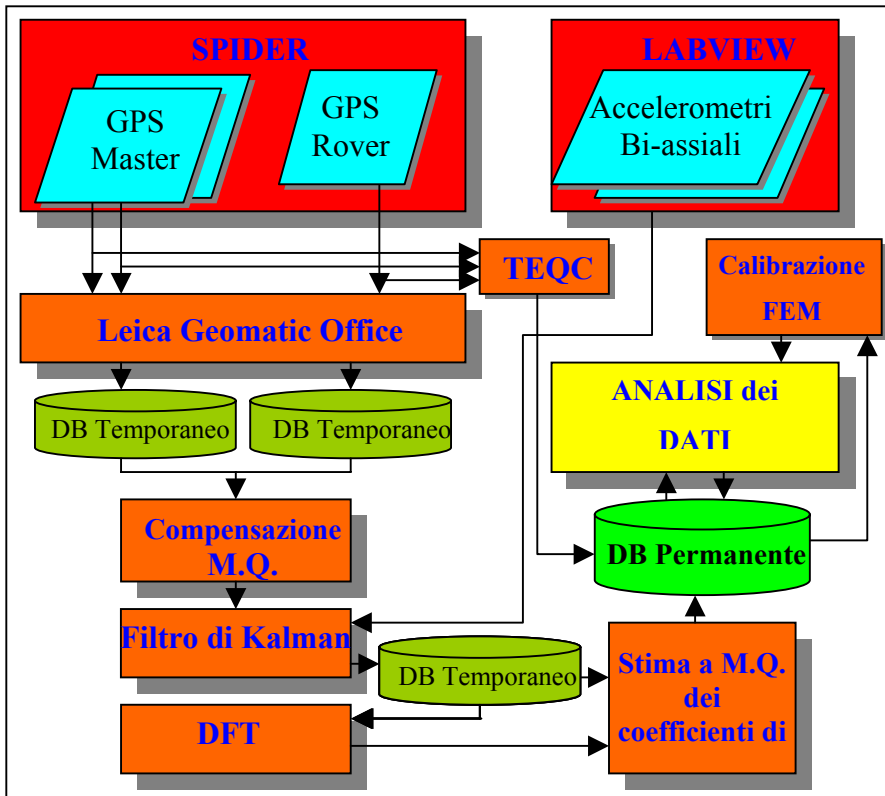 SPIDER
LABVIEW
GPS
Master
GPS
Rover
Accelerometri
Bi-assiali
TEQC
Calibrazione
FEM
Leica Geomatic Office
ANALISI dei
DATI
DB Temporaneo
DB Temporaneo
Compensazione
M.Q.
DB Permanente
Filtro di Kalman
DB Temporaneo
Stima a M.Q.
dei
coefficienti di
DFT